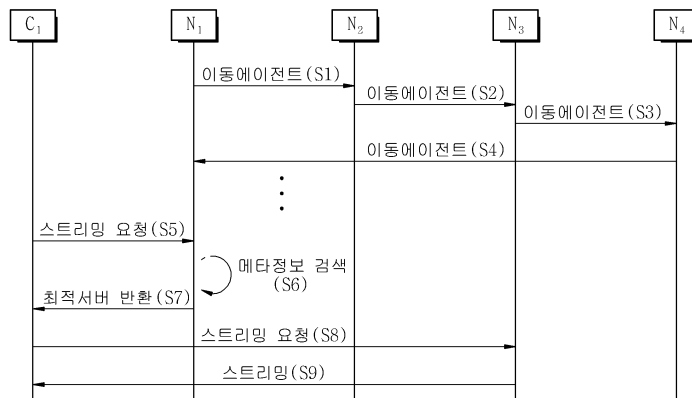 C₁
N₁
N₂
N₃
N₄
이동에이전트(S1)
이동에이전트(S2)
이동에이전트(S3)
이동에이전트(S4)
스트리밍 요청(S5)
메타정보 검색
(S6)
최적서버 반환(S7)
스트리밍 요청(S8)
스트리밍(S9)